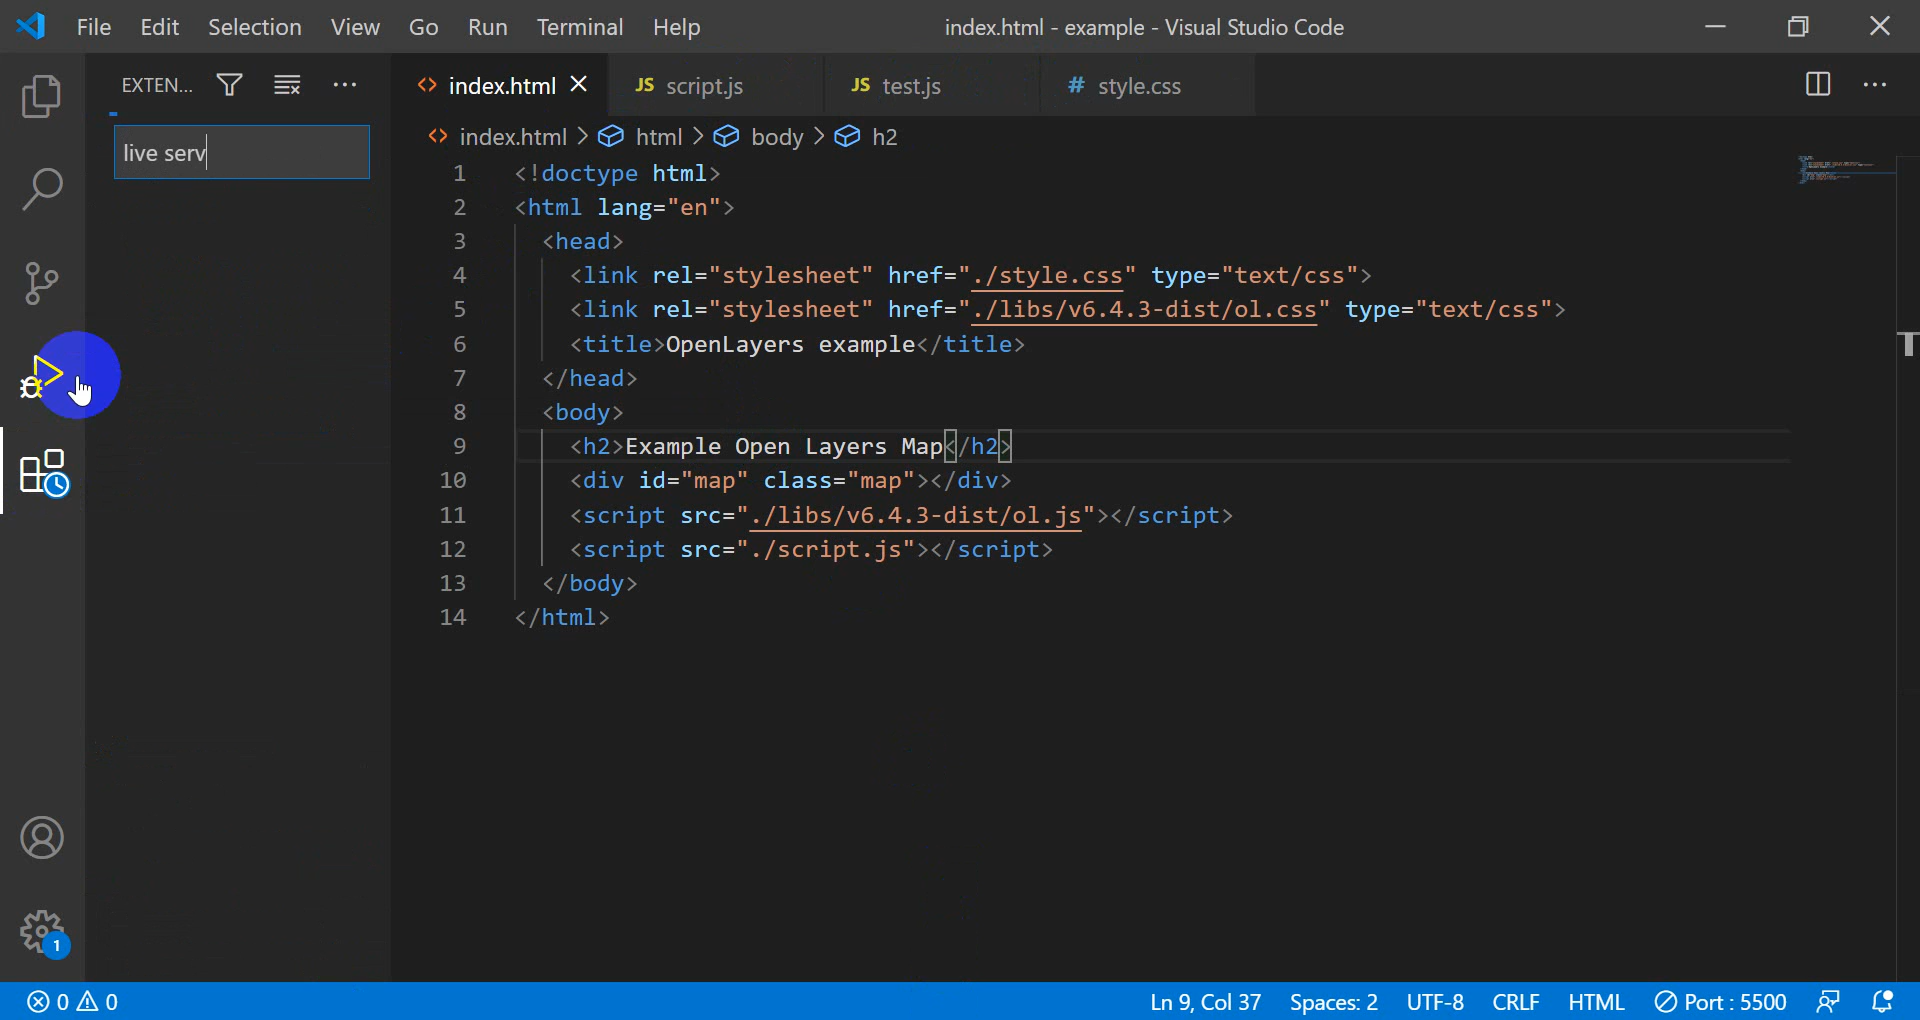 File Edit Selection View Go Run Terminal Help index.html - example - Visual Studio Code
EXTEN...
live serv
index.html JS script.js JS test.js # style.css
index.html > html > body > h2
1 <!doctype html>
2 <html lang="en">
3 <head>
4 <link rel="stylesheet" href="./style.css" type="text/css">
5 <link rel="stylesheet" href="./libs/v6.4.3-dist/ol.css" type="text/css">
6 <title>OpenLayers example</title>
7 </head>
8 <body>
9 <h2>Example Open Layers Map</h2>
10 <div id="map" class="map"></div>
11 <script src="./libs/v6.4.3-dist/ol.js"></script>
12 <script src="./script.js"></script>
13 </body>
14 </html>
1
0 0 Ln 9, Col 37 Spaces: 2 UTF-8 CRLF HTML Port : 5500